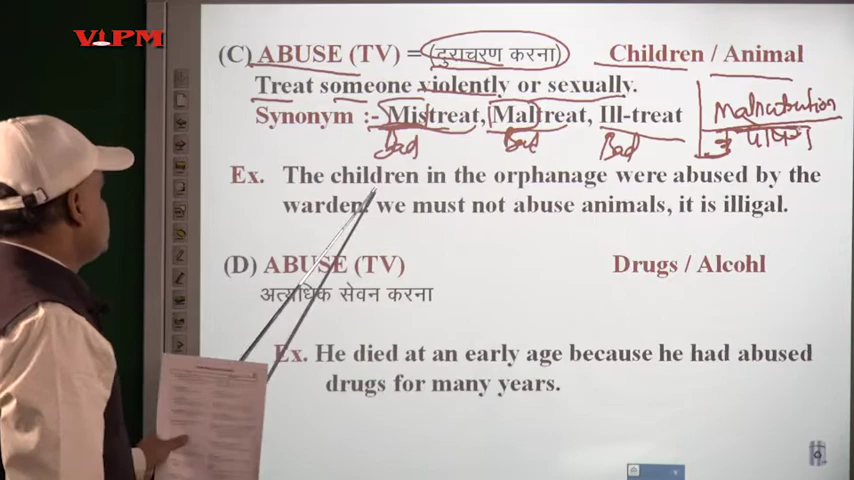 VIPM
(C) ABUSE (TV) = (दुराचरण करना) Children / Animal
Treat someone violently or sexually.
Synonym :- Mistreat, Maltreat, Ill-treat
Bad Bad Bad
Ex. The children in the orphanage were abused by the
warden. we must not abuse animals, it is illigal.
(D) ABUSE (TV) Drugs / Alcohl
अत्याधिक सेवन करना
Ex. He died at an early age because he had abused
drugs for many years.